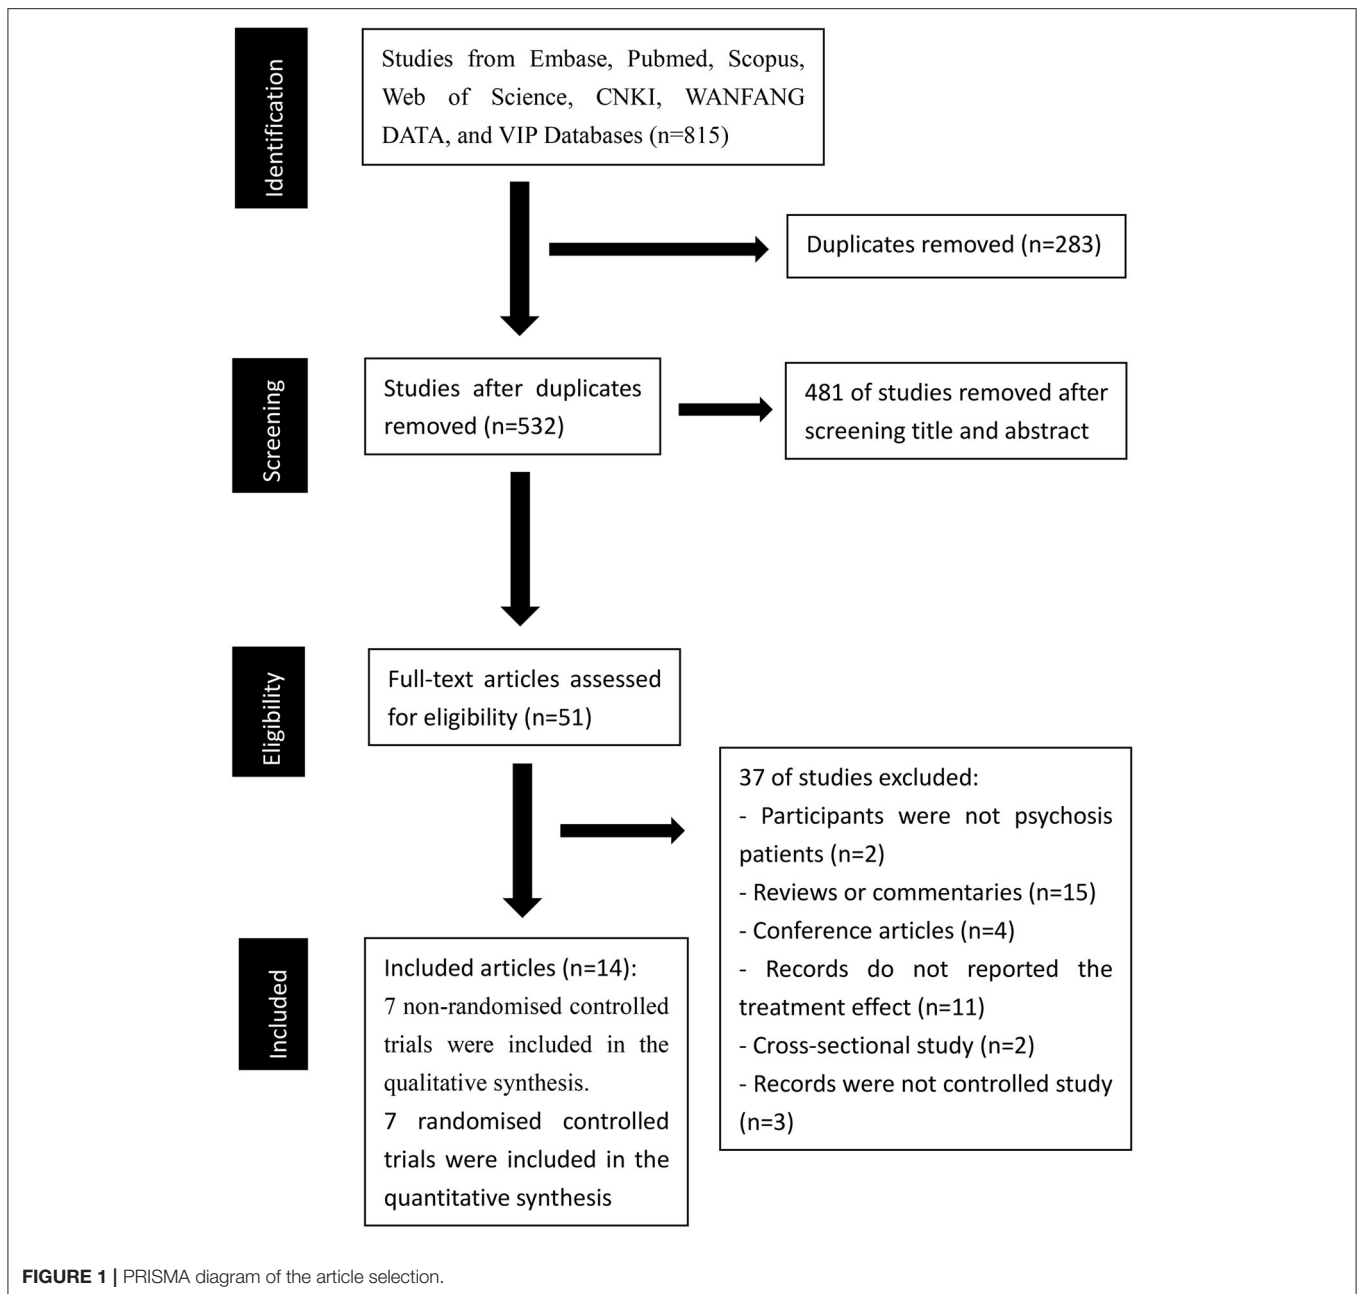 Identification
Studies from Embase, Pubmed, Scopus,
Web of Science, CNKI, WANFANG
DATA, and VIP Databases (n=815)
Duplicates removed (n=283)
Screening
Studies after duplicates
removed (n=532)
481 of studies removed after
screening title and abstract
Eligibility
Full-text articles assessed
for eligibility (n=51)
37 of studies excluded:
- Participants were not psychosis
patients (n=2)
- Reviews or commentaries (n=15)
- Conference articles (n=4)
- Records do not reported the
treatment effect (n=11)
- Cross-sectional study (n=2)
- Records were not controlled study
(n=3)
Included
Included articles (n=14):
7 non-randomised controlled
trials were included in the
qualitative synthesis.
7 randomised controlled
trials were included in the
quantitative synthesis
FIGURE 1 | PRISMA diagram of the article selection.